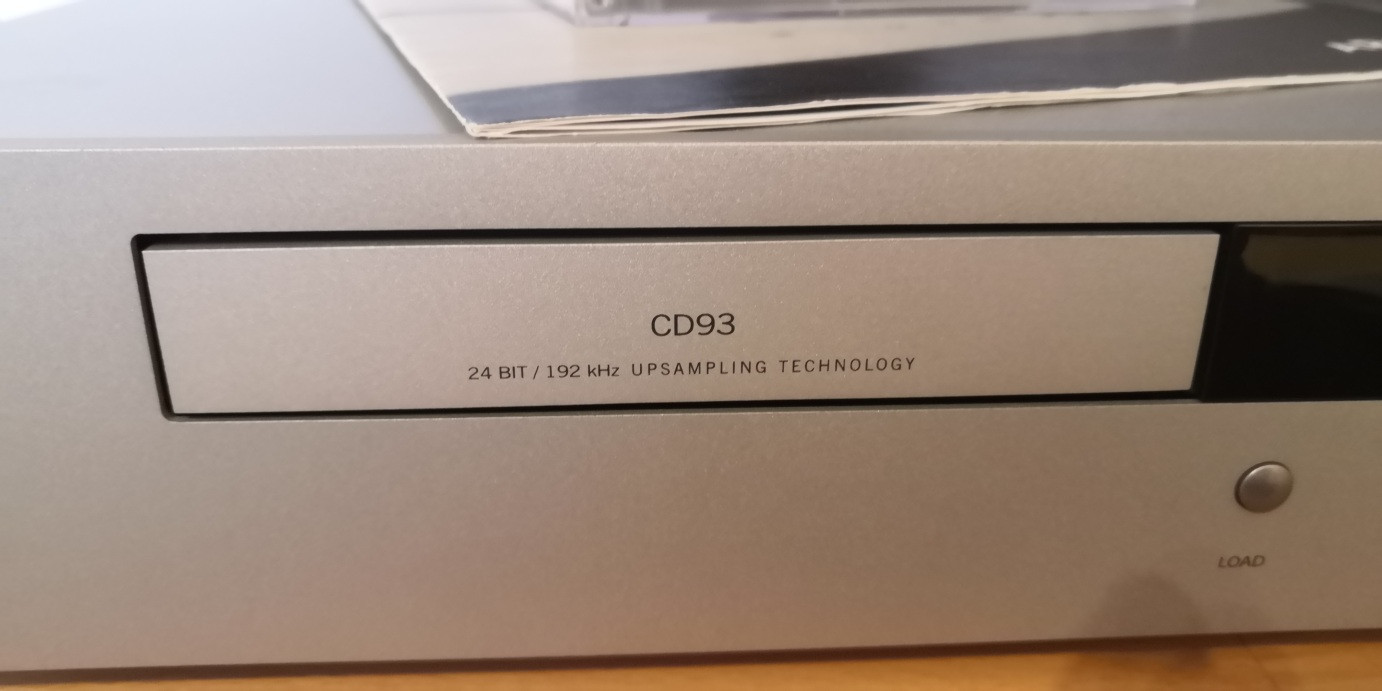 CD93
24 BIT / 192 kHz UPSAMPLING TECHNOLOGY
LOAD